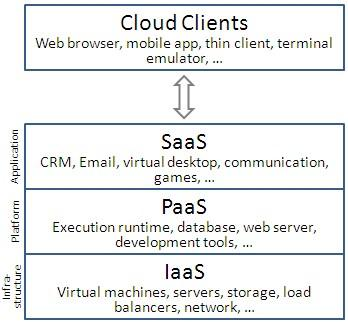 Cloud Clients
Web browser, mobile app, thin client, terminal
emulator, ...
Application
SaaS
CRM, Email, virtual desktop, communication,
games, ...
Platform
PaaS
Execution runtime, database, web server,
development tools, ...
Infra-
structure
IaaS
Virtual machines, servers, storage, load
balancers, network, ...